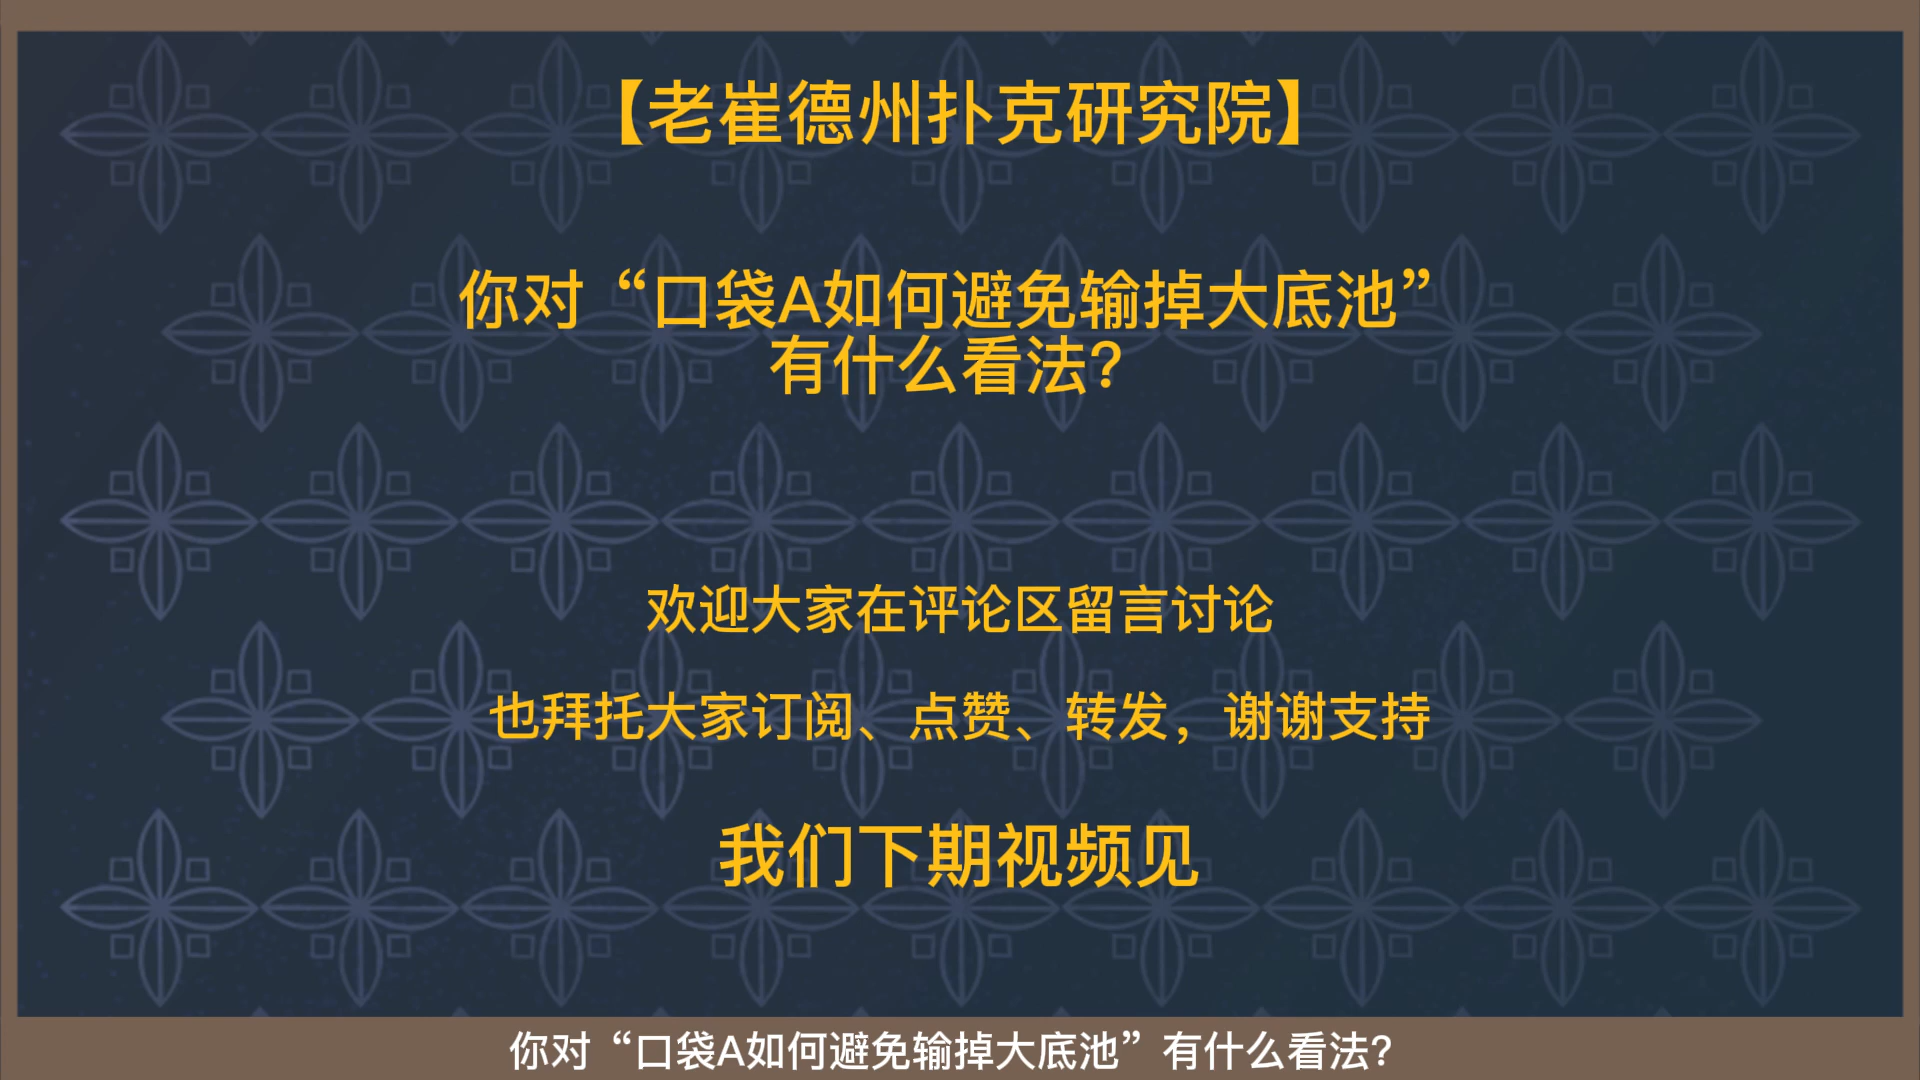 【老崔德州扑克研究院】
你对“口袋A如何避免输掉大底池”
有什么看法？
欢迎大家在评论区留言讨论
也拜托大家订阅、点赞、转发，谢谢支持
我们下期视频见
你对“口袋A如何避免输掉大底池”有什么看法？